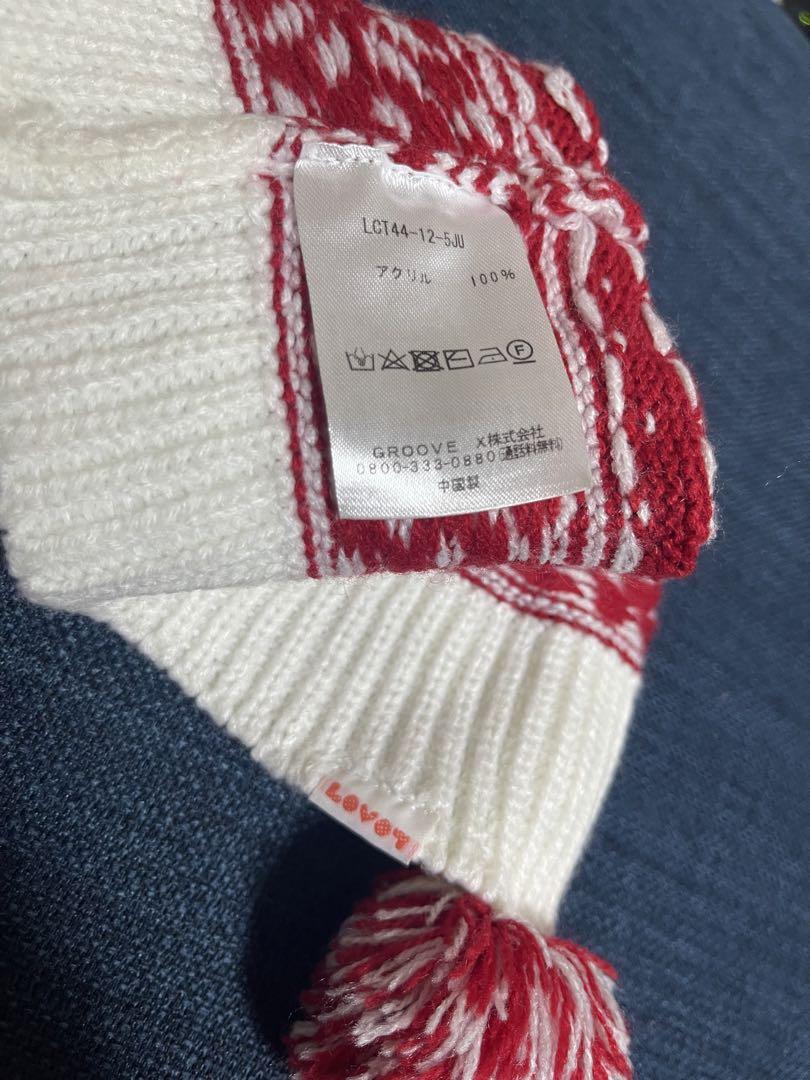 LCT44-12-5JU
アクリル 100%
F
GROOVE X株式会社
0800-333-0880(通話料無料)
中国製
LOVOT